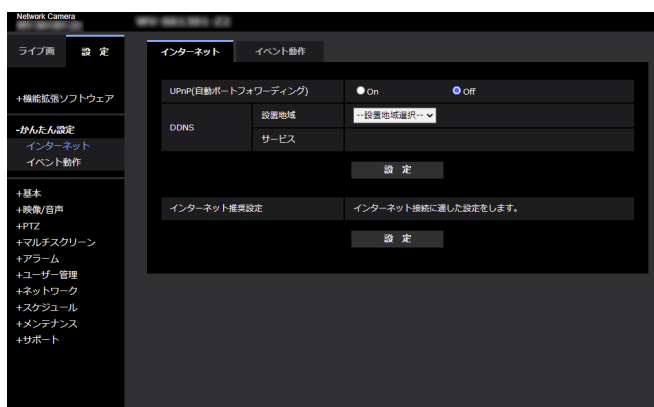 Network Camera
ライブ画
設 定
+機能拡張ソフトウェア
-かんたん設定
インターネット
イベント動作
+基本
+映像/音声
+PTZ
+マルチスクリーン
+アラーム
+ユーザー管理
+ネットワーク
+スケジュール
+メンテナンス
+サポート
インターネット
イベント動作
UPnP(自動ポートフォワーディング)
On
Off
DDNS
設置地域
--設置地域選択--
サービス
設 定
インターネット推奨設定
インターネット接続に適した設定をします。
設 定